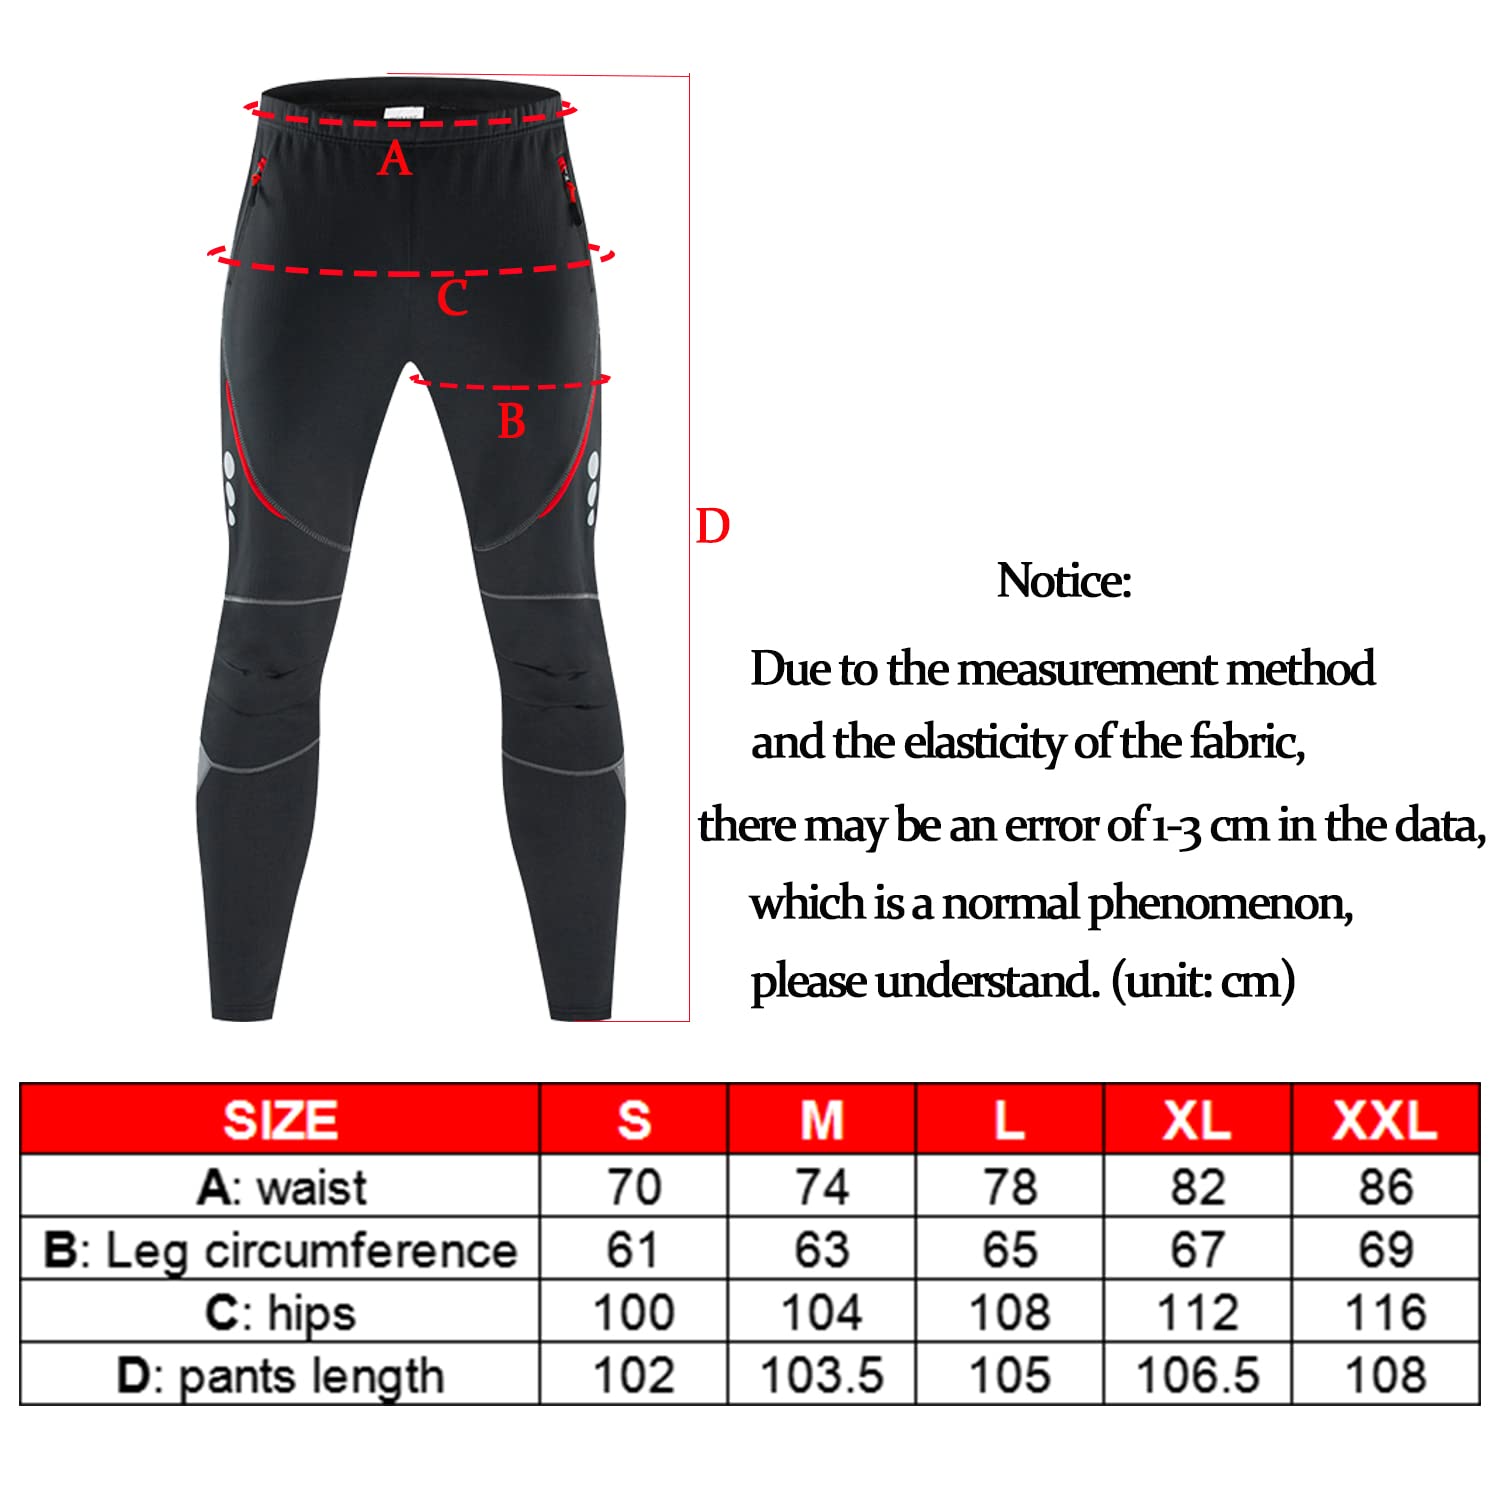 A
C
B
D
Notice:
Due to the measurement method
and the elasticity of the fabric,
there may be an error of 1-3 cm in the data,
which is a normal phenomenon,
please understand. (unit: cm)
SIZE S M L XL XXL
A: waist 70 74 78 82 86
B: Leg circumference 61 63 65 67 69
C: hips 100 104 108 112 116
D: pants length 102 103.5 105 106.5 108